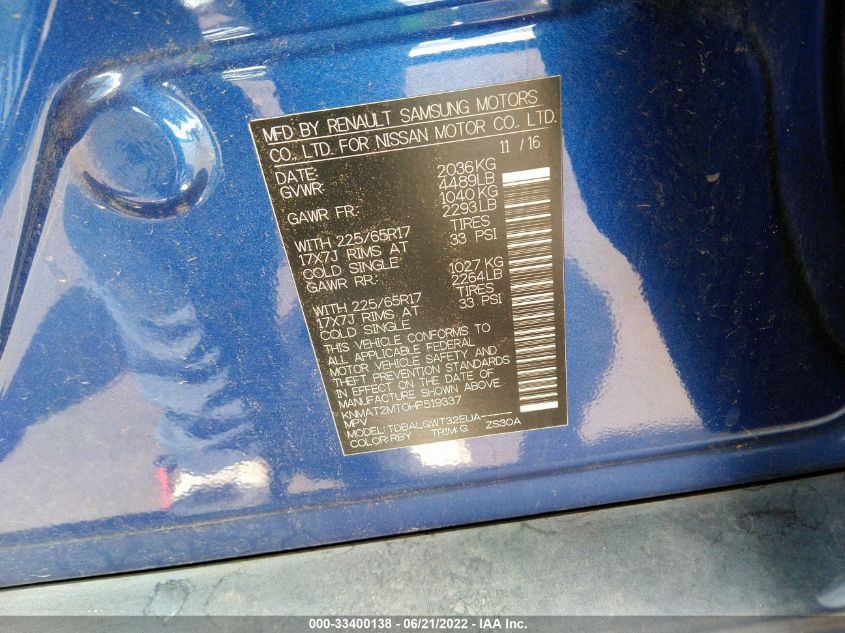 MFD BY RENAULT SAMSUNG MOTORS
CO., LTD. FOR NISSAN MOTOR CO., LTD.
DATE: 11 / 16
GVWR: 2036 KG
4489 LB
GAWR FR: 1040 KG
2293 LB
WITH 225/65R17 TIRES
17X7J RIMS AT 33 PSI
COLD SINGLE
GAWR RR: 1027 KG
2264 LB
WITH 225/65R17 TIRES
17X7J RIMS AT 33 PSI
COLD SINGLE
THIS VEHICLE CONFORMS TO
ALL APPLICABLE FEDERAL
MOTOR VEHICLE SAFETY AND
THEFT PREVENTION STANDARDS
IN EFFECT ON THE DATE OF
MANUFACTURE SHOWN ABOVE.
KNMAT2MT0HP519337
MPV
MODEL: TDBALGWT32EUA-----
COLOR: RBY TRIM: G ZS30A
000-33400138 - 06/21/2022 - IAA Inc.